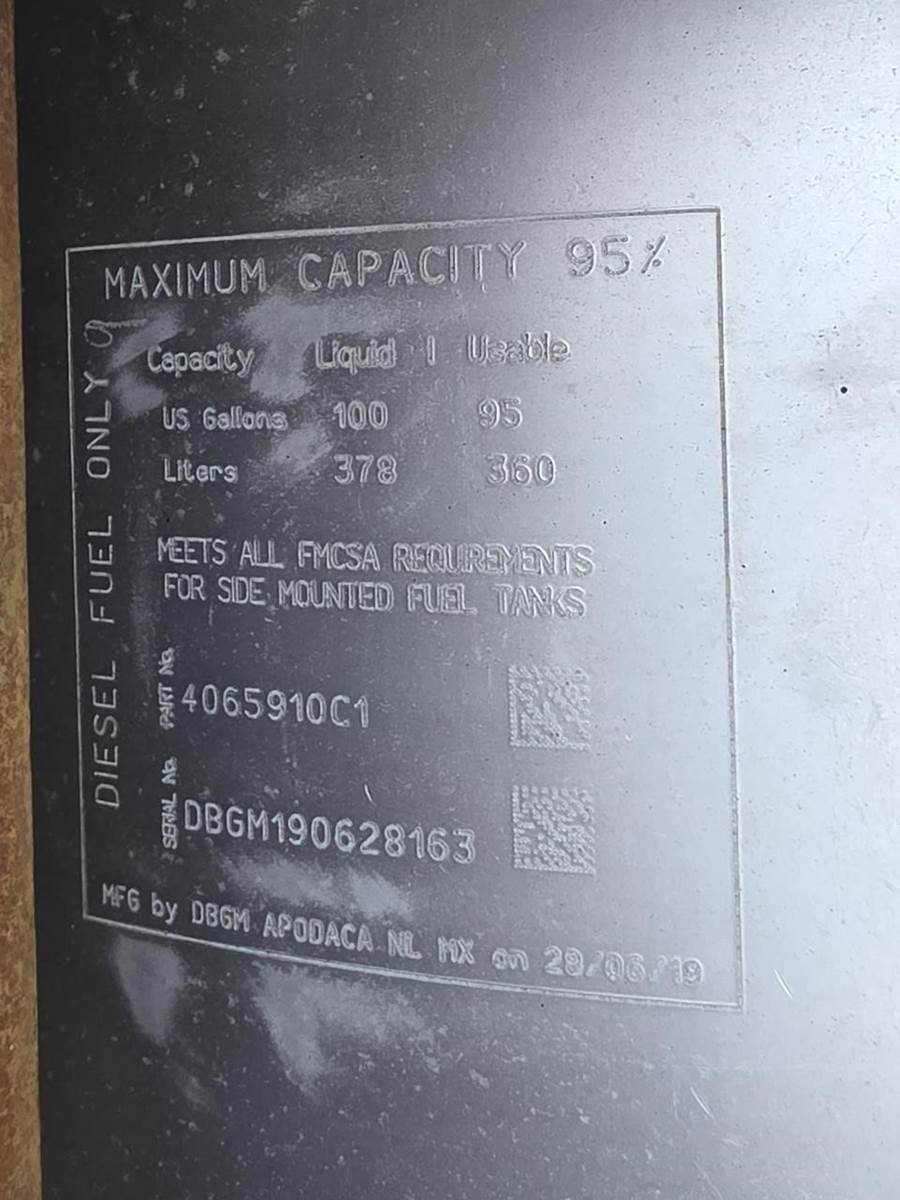 MAXIMUM CAPACITY 95%
DIESEL FUEL ONLY
Capacity Liquid | Useable
US Gallons 100 95
Liters 378 360
MEETS ALL FMCSA REQUIREMENTS
FOR SIDE MOUNTED FUEL TANKS
PART No. 4065910C1
SERIAL No. DBGM190628163
MFG by DBGM APODACA NL MX on 28/06/19